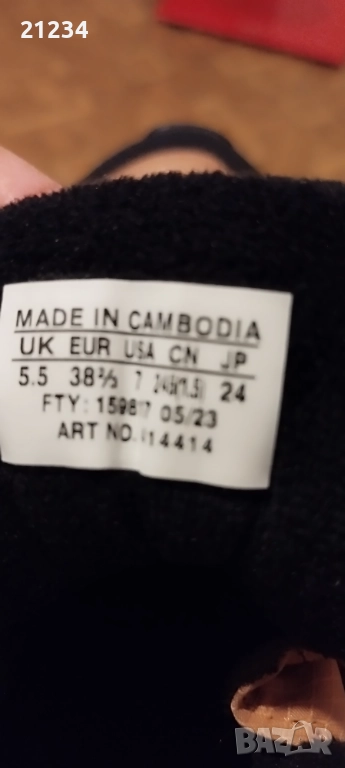 21234
MADE IN CAMBODIA
UK EUR USA CN JP
5.5 38⅔ 7 24
FTY: 05/23
ART NO.
BAZAR